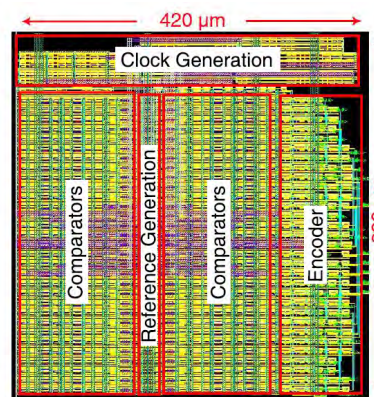 420 µm
Clock Generation
Comparators
Reference Generation
Comparators
Encoder